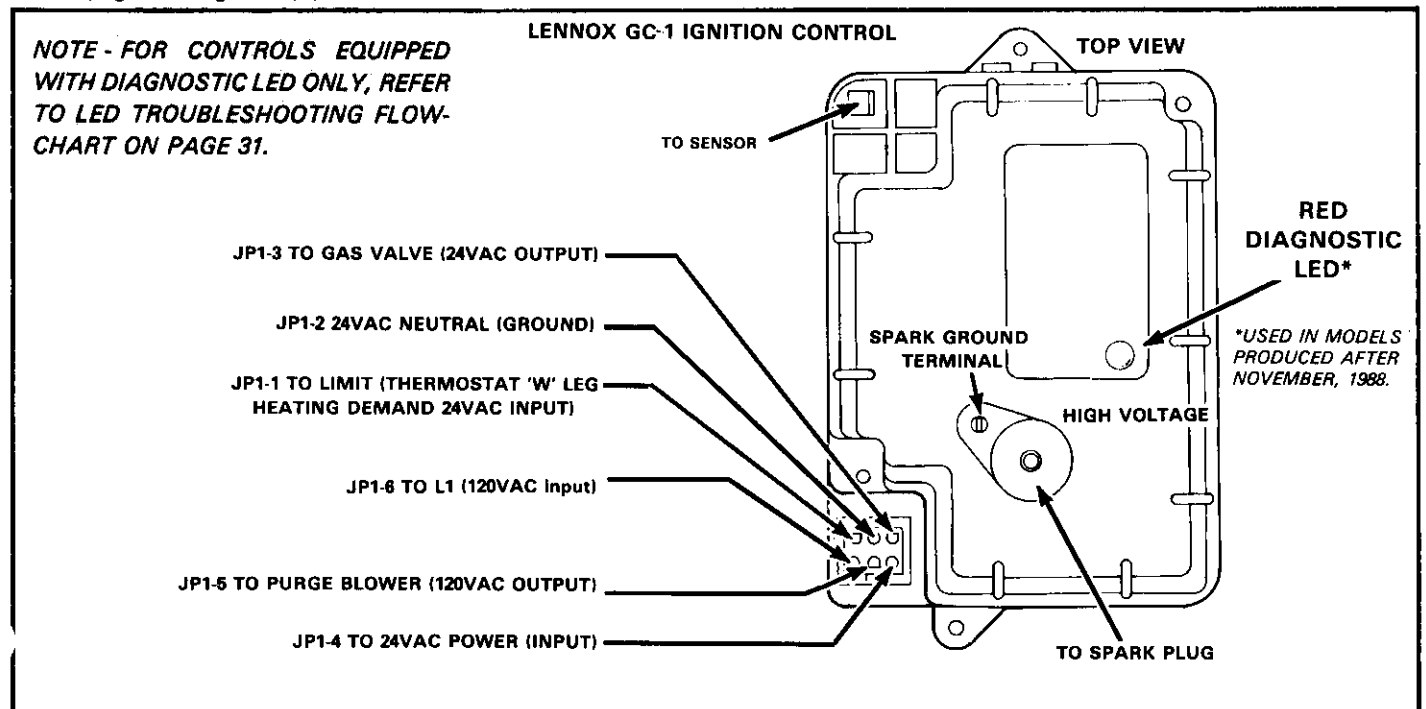 LENNOX GC-1 IGNITION CONTROL
NOTE - FOR CONTROLS EQUIPPED
WITH DIAGNOSTIC LED ONLY, REFER
TO LED TROUBLESHOOTING FLOW-
CHART ON PAGE 31.
TOP VIEW
TO SENSOR
RED
DIAGNOSTIC
LED*
*USED IN MODELS
PRODUCED AFTER
NOVEMBER, 1988.
JP1-3 TO GAS VALVE (24VAC OUTPUT)
JP1-2 24VAC NEUTRAL (GROUND)
JP1-1 TO LIMIT (THERMOSTAT 'W' LEG
HEATING DEMAND 24VAC INPUT)
JP1-6 TO L1 (120VAC Input)
JP1-5 TO PURGE BLOWER (120VAC OUTPUT)
JP1-4 TO 24VAC POWER (INPUT)
SPARK GROUND
TERMINAL
HIGH VOLTAGE
TO SPARK PLUG